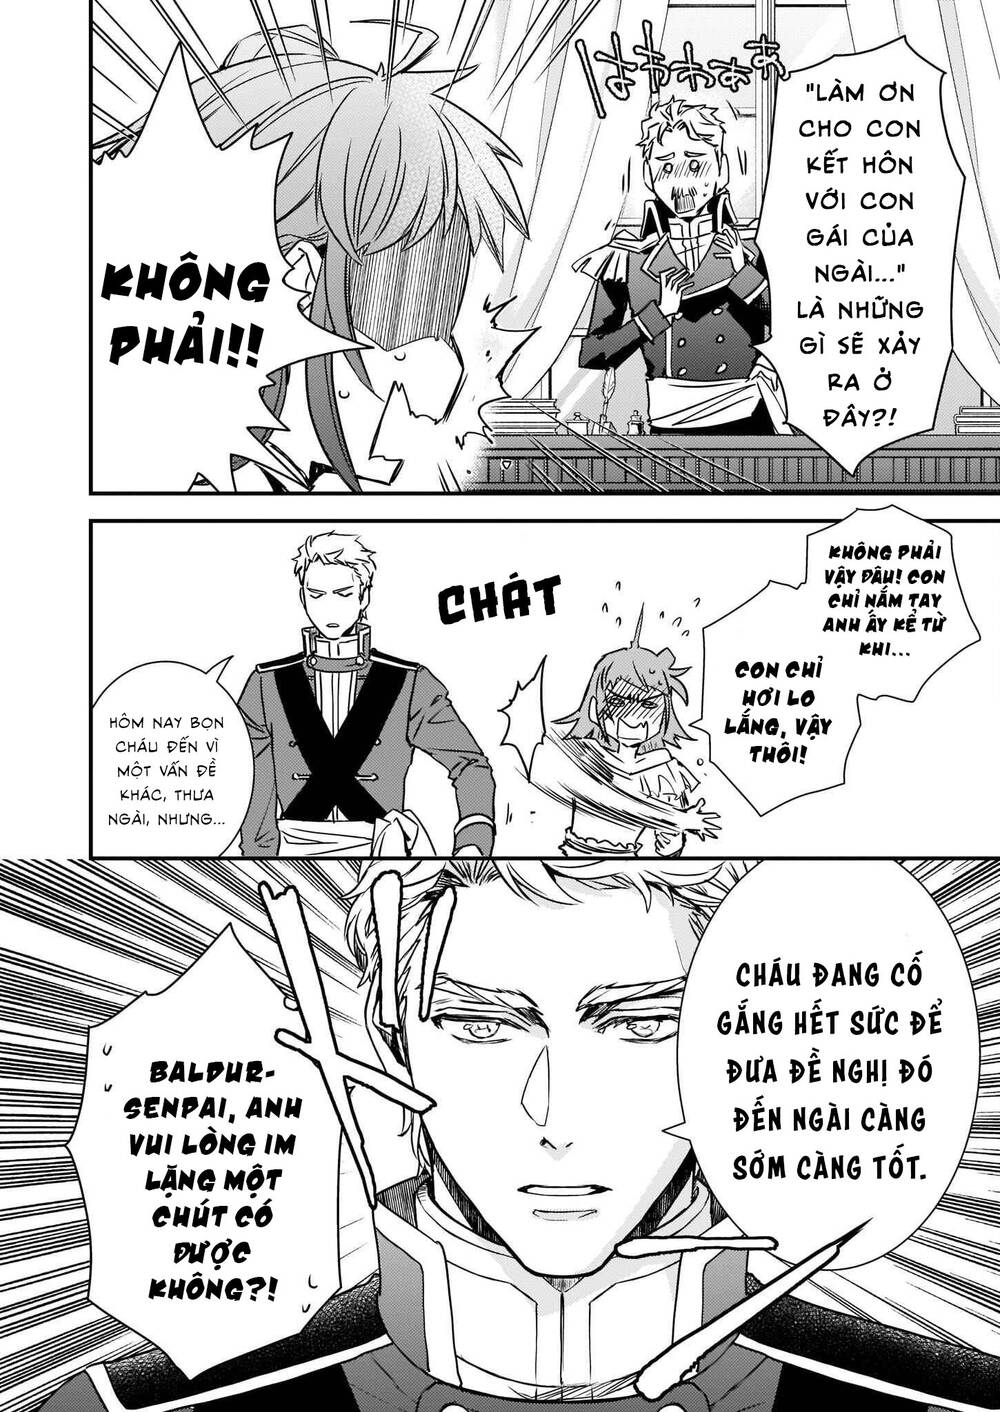 "LÀM ƠN
CHO CON
KẾT HÔN
VỚI CON
GÁI CỦA
NGÀI..."
LÀ NHỮNG
GÌ SẼ XẢY
RA Ở
ĐÂY?!
はわわわぁぁ
KHÔNG
PHẢI!!
KHÔNG PHẢI
VẬY ĐÂU! CON
CHỈ NẮM TAY
ANH ẤY KỂ TỪ
KHI...
CON CHỈ
HƠI LO
LẮNG, VẬY
THÔI!
CHÁT
HÔM NAY BỌN
CHÁU ĐẾN VÌ
MỘT VẤN ĐỀ
KHÁC, THƯA
NGÀI, NHƯNG...
CHÁU ĐANG CỐ
GẮNG HẾT SỨC ĐỂ
ĐƯA ĐỀ NGHỊ ĐÓ
ĐẾN NGÀI CÀNG
SỚM CÀNG TỐT.
BALDUR-
SENPAI, ANH
VUI LÒNG IM
LẶNG MỘT
CHÚT CÓ
ĐƯỢC
KHÔNG?!